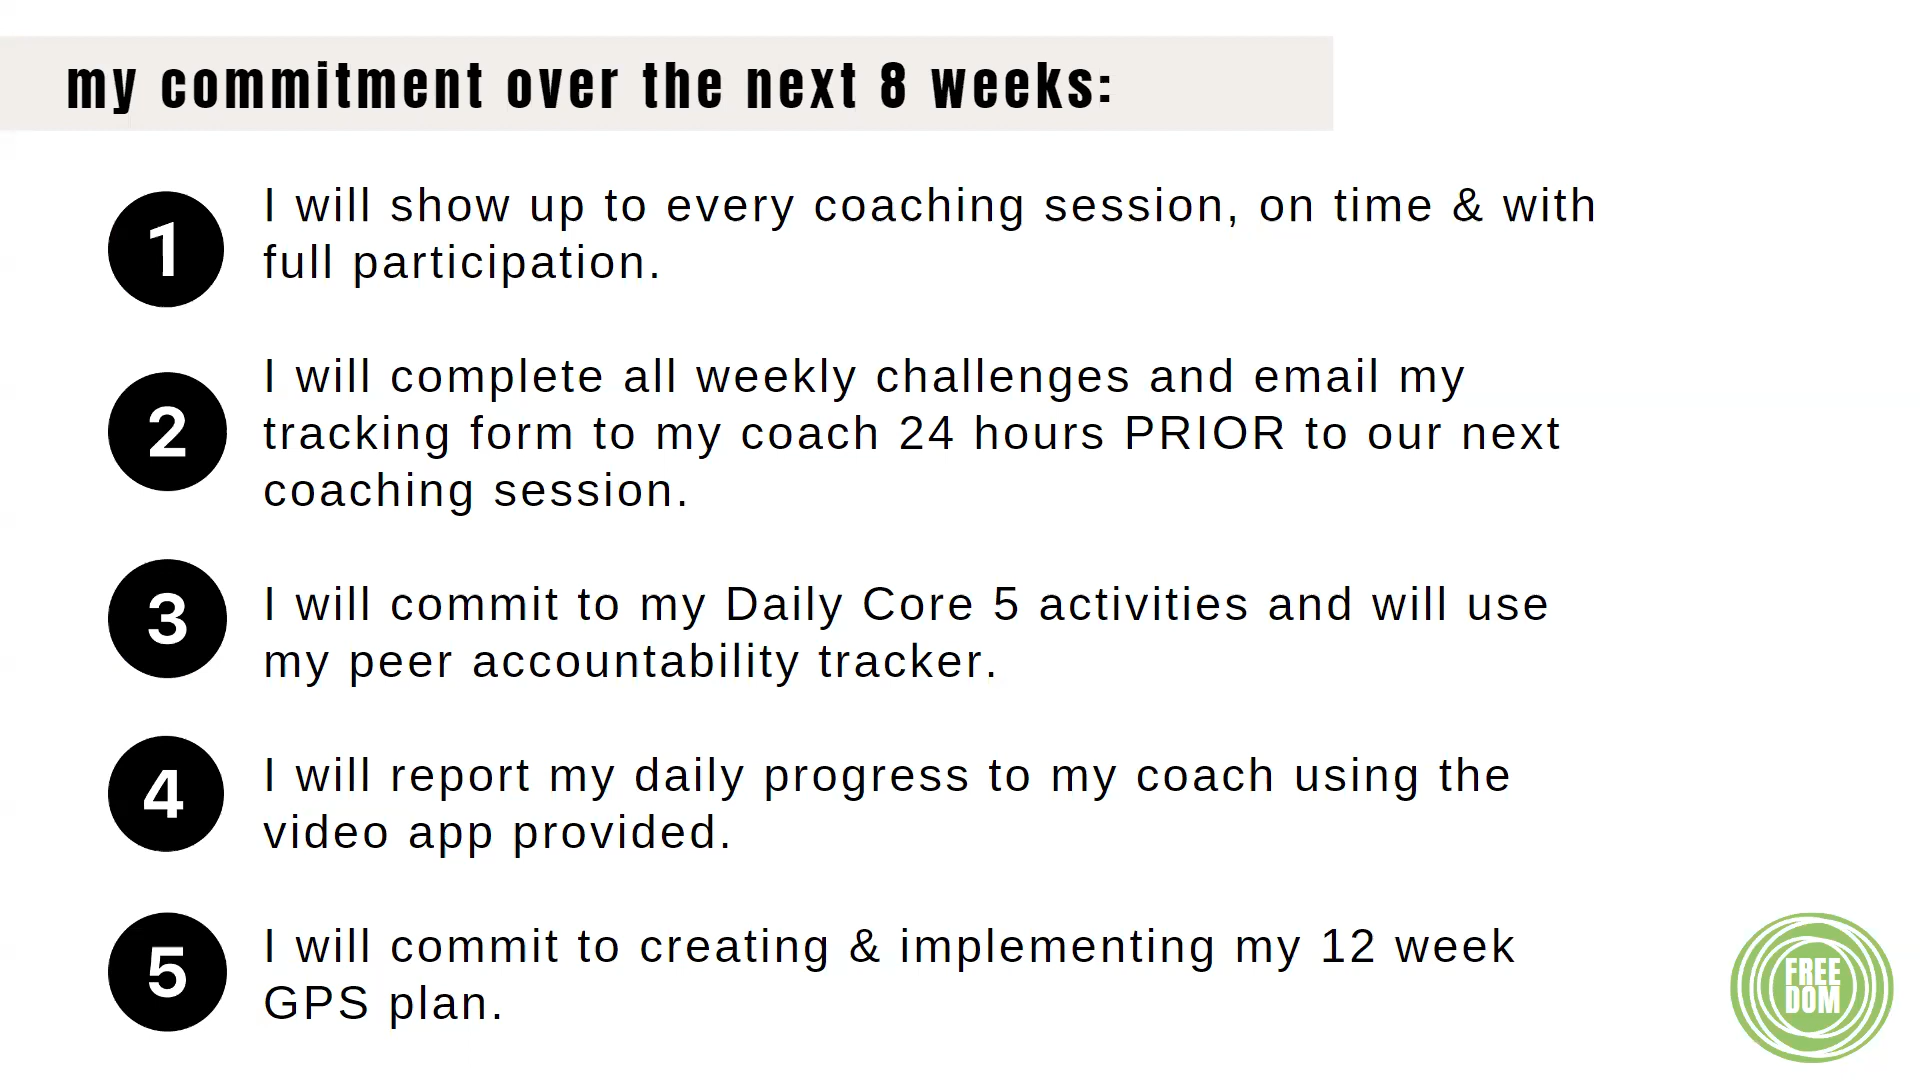 my commitment over the next 8 weeks:
1
I will show up to every coaching session, on time & with
full participation.
2
I will complete all weekly challenges and email my
tracking form to my coach 24 hours PRIOR to our next
coaching session.
3
I will commit to my Daily Core 5 activities and will use
my peer accountability tracker.
4
I will report my daily progress to my coach using the
video app provided.
5
I will commit to creating & implementing my 12 week
GPS plan.
FREE
DOM